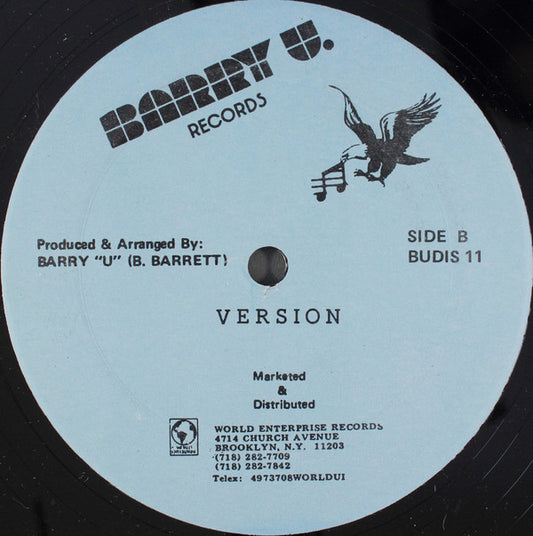 BARRY U.
RECORDS
Produced & Arranged By:
BARRY "U" (B. BARRETT)
SIDE B
BUDIS 11
VERSION
Marketed
&
Distributed
WORLD ENTERPRISE RECORDS
4714 CHURCH AVENUE
BROOKLYN, N.Y. 11203
(718) 282-7709
(718) 282-7842
Telex: 4973708WORLDUI